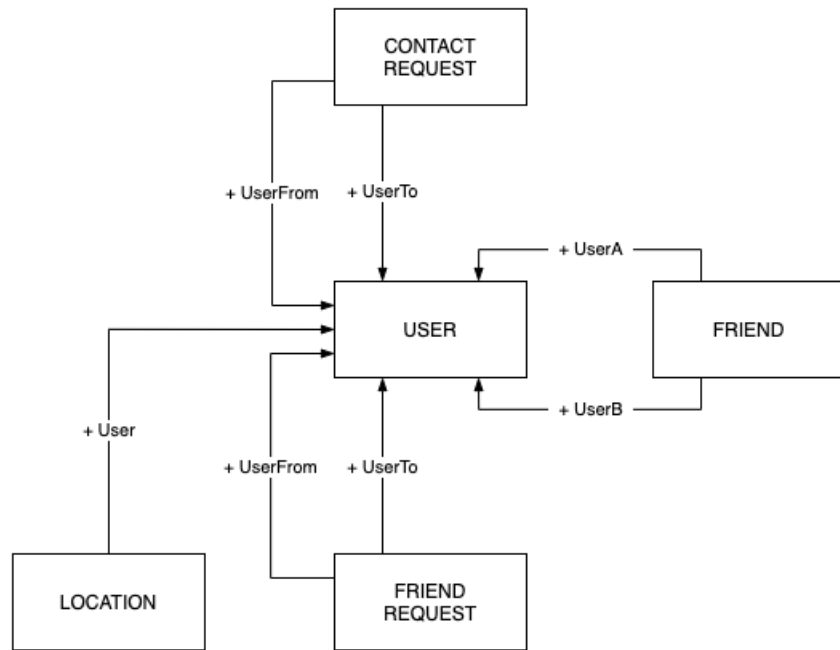 CONTACT
REQUEST
+ UserFrom
+ UserTo
+ UserA
USER
FRIEND
+ UserB
+ User
+ UserFrom
+ UserTo
LOCATION
FRIEND
REQUEST